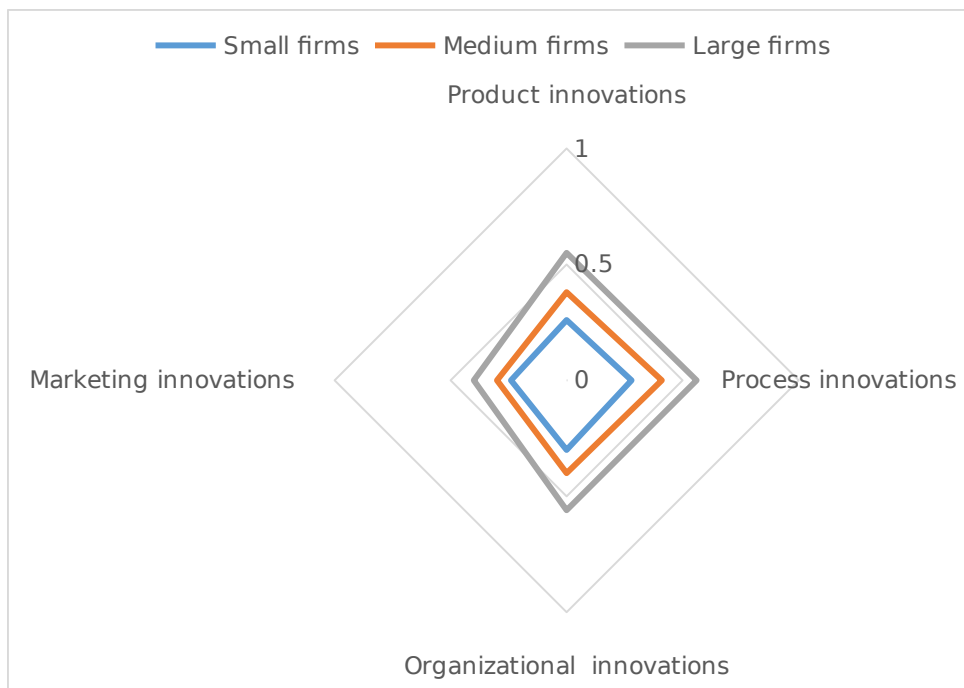 Small firms Medium firms Large firms
Product innovations
1
0.5
Marketing innovations 0 Process innovations
Organizational  innovations